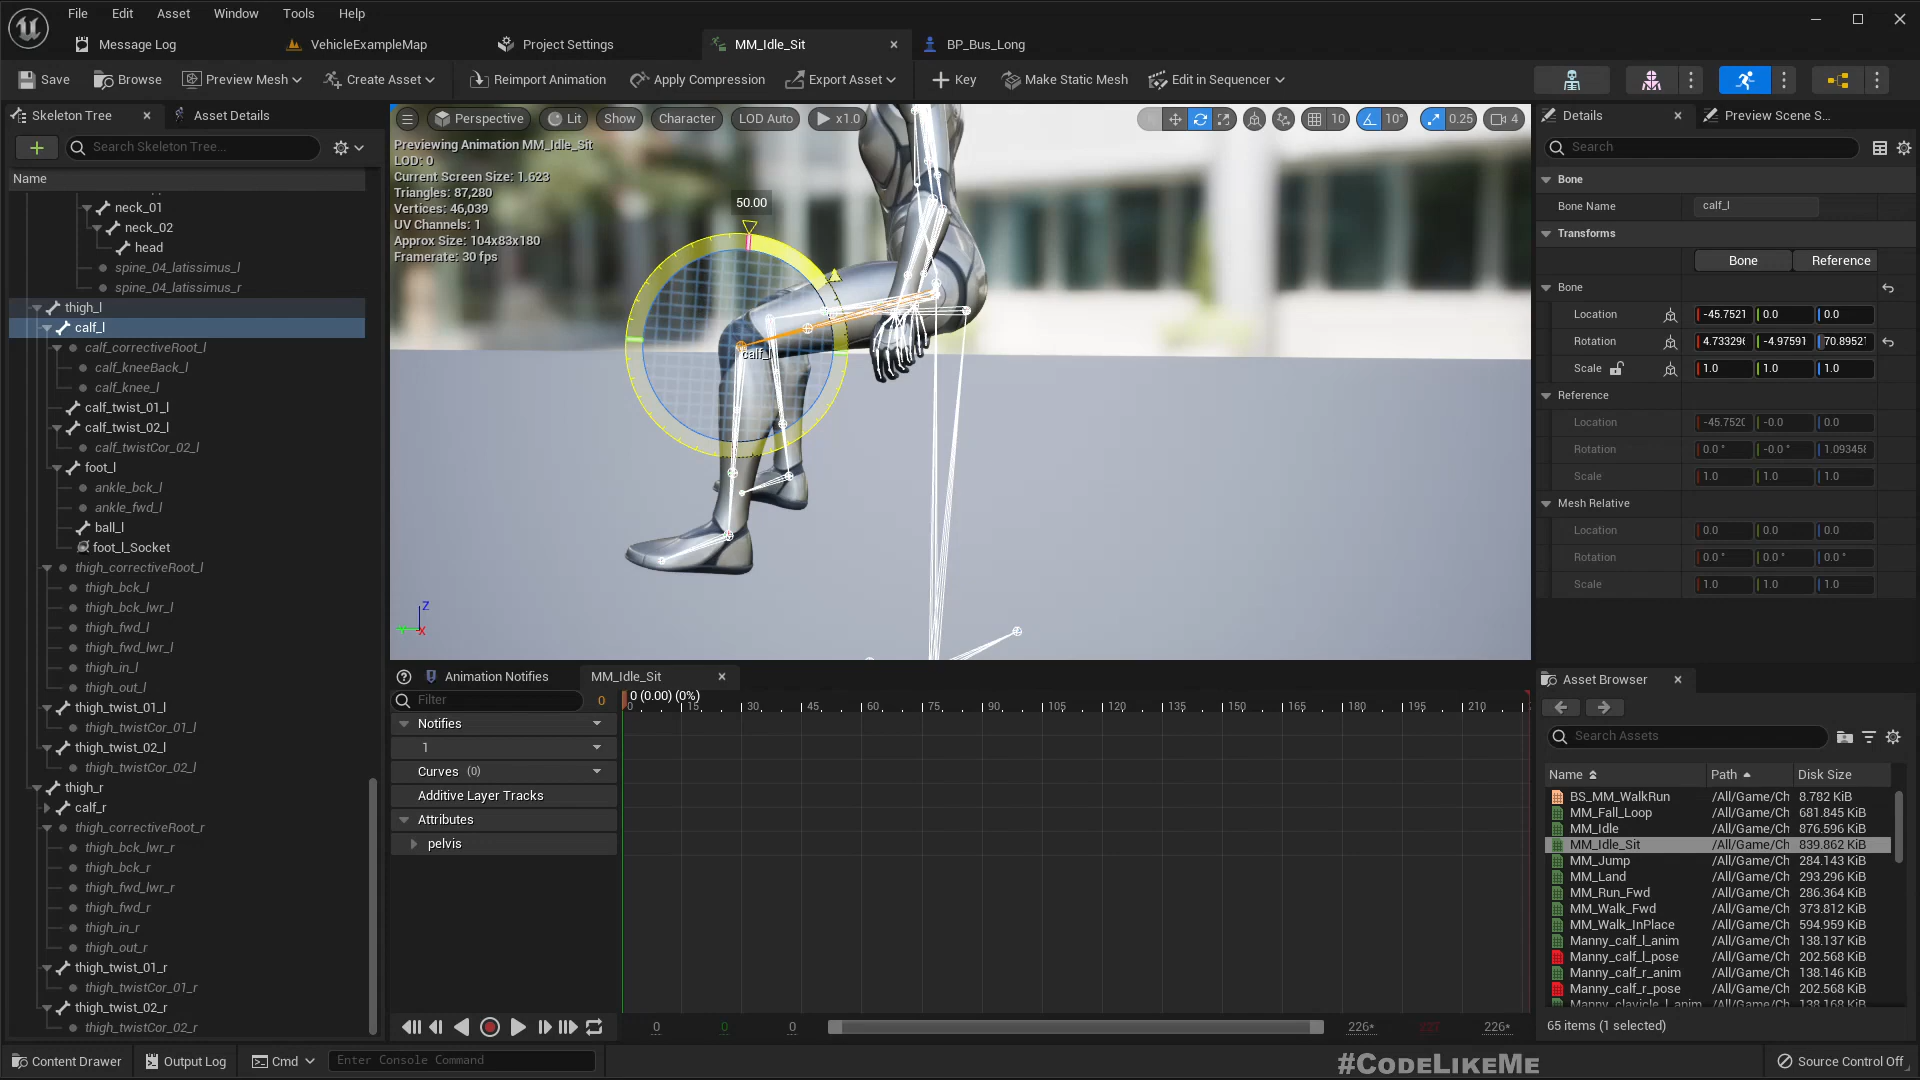 File Edit Asset Window Tools Help
Message Log VehicleExampleMap Project Settings MM_Idle_Sit BP_Bus_Long
Save Browse Preview Mesh Create Asset Reimport Animation Apply Compression Export Asset Key Make Static Mesh Edit in Sequencer
Skeleton Tree Asset Details
Search Skeleton Tree...
Name
neck_01
neck_02
head
spine_04_latissimus_l
spine_04_latissimus_r
thigh_l
calf_l
calf_correctiveRoot_l
calf_kneeBack_l
calf_knee_l
calf_twist_01_l
calf_twist_02_l
calf_twistCor_02_l
foot_l
ankle_bck_l
ankle_fwd_l
ball_l
foot_l_Socket
thigh_correctiveRoot_l
thigh_bck_l
thigh_bck_lwr_l
thigh_fwd_l
thigh_fwd_lwr_l
thigh_in_l
thigh_out_l
thigh_twist_01_l
thigh_twistCor_01_l
thigh_twist_02_l
thigh_twistCor_02_l
thigh_r
calf_r
thigh_correctiveRoot_r
thigh_bck_lwr_r
thigh_bck_r
thigh_fwd_lwr_r
thigh_fwd_r
thigh_in_r
thigh_out_r
thigh_twist_01_r
thigh_twistCor_01_r
thigh_twist_02_r
thigh_twistCor_02_r
Perspective Lit Show Character LOD Auto x1.0 10 10° 0.25 4
Previewing Animation MM_Idle_Sit
LOD: 0
Current Screen Size: 1.623
Triangles: 87,280
Vertices: 46,039
UV Channels: 1
Approx Size: 104x83x180
Framerate: 30 fps
50.00
calf_l
Z
X
Animation Notifies MM_Idle_Sit
Filter 0 0 (0.00) (0%)
0 15 30 45 60 75 90 105 120 135 150 165 180 195 210
Notifies
1
Curves (0)
Additive Layer Tracks
Attributes
pelvis
0 0 0 226* 226*
Details Preview Scene S...
Search
Bone
Bone Name calf_l
Transforms
Bone Reference
Bone
Location -45.7521 0.0 0.0
Rotation 4.733296 -4.97591 70.89521
Scale 1.0 1.0 1.0
Reference
Location -45.7520 -0.0 0.0
Rotation 0.0 ° -0.0 ° 1.093458
Scale 1.0 1.0 1.0
Mesh Relative
Location 0.0 0.0 0.0
Rotation 0.0 ° 0.0 ° 0.0 °
Scale 1.0 1.0 1.0
Asset Browser
Search Assets
Name Path Disk Size
BS_MM_WalkRun /All/Game/Ch 8.782 KiB
MM_Fall_Loop /All/Game/Ch 681.845 KiB
MM_Idle /All/Game/Ch 876.596 KiB
MM_Idle_Sit /All/Game/Ch 839.862 KiB
MM_Jump /All/Game/Ch 284.143 KiB
MM_Land /All/Game/Ch 293.296 KiB
MM_Run_Fwd /All/Game/Ch 286.364 KiB
MM_Walk_Fwd /All/Game/Ch 373.812 KiB
MM_Walk_InPlace /All/Game/Ch 594.959 KiB
Manny_calf_l_anim /All/Game/Ch 138.137 KiB
Manny_calf_l_pose /All/Game/Ch 202.568 KiB
Manny_calf_r_anim /All/Game/Ch 138.146 KiB
Manny_calf_r_pose /All/Game/Ch 202.568 KiB
Manny_clavicle_l_anim /All/Game/Ch 138.168 KiB
65 items (1 selected)
Content Drawer Output Log Cmd Enter Console Command #CodeLikeMe Source Control Off